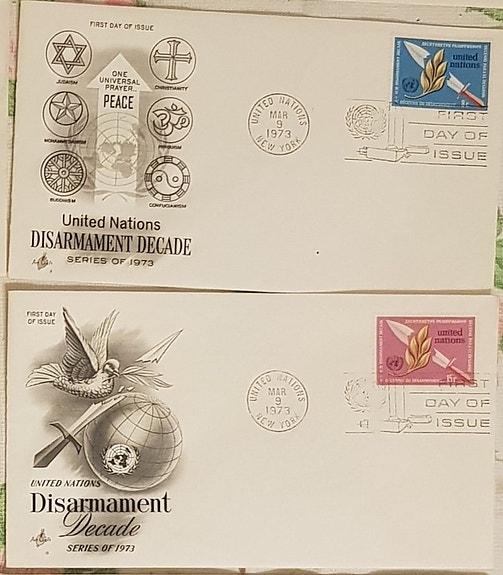 FIRST DAY OF ISSUE
JUDAISM
CHRISTIANITY
ONE
UNIVERSAL
PRAYER...
PEACE
MOHAMMEDANISM
HINDUISM
BUDDHISM
CONFUCIANISM
United Nations
DISARMAMENT DECADE
SERIES OF 1973
UNITED NATIONS
MAR
9
1973
NEW YORK
united
nations
FIRST
DAY OF
ISSUE
FIRST DAY
OF ISSUE
UNITED NATIONS
Disarmament
Decade
SERIES OF 1973
UNITED NATIONS
MAR
9
1973
NEW YORK
united
nations
15c
FIRST
DAY OF
ISSUE